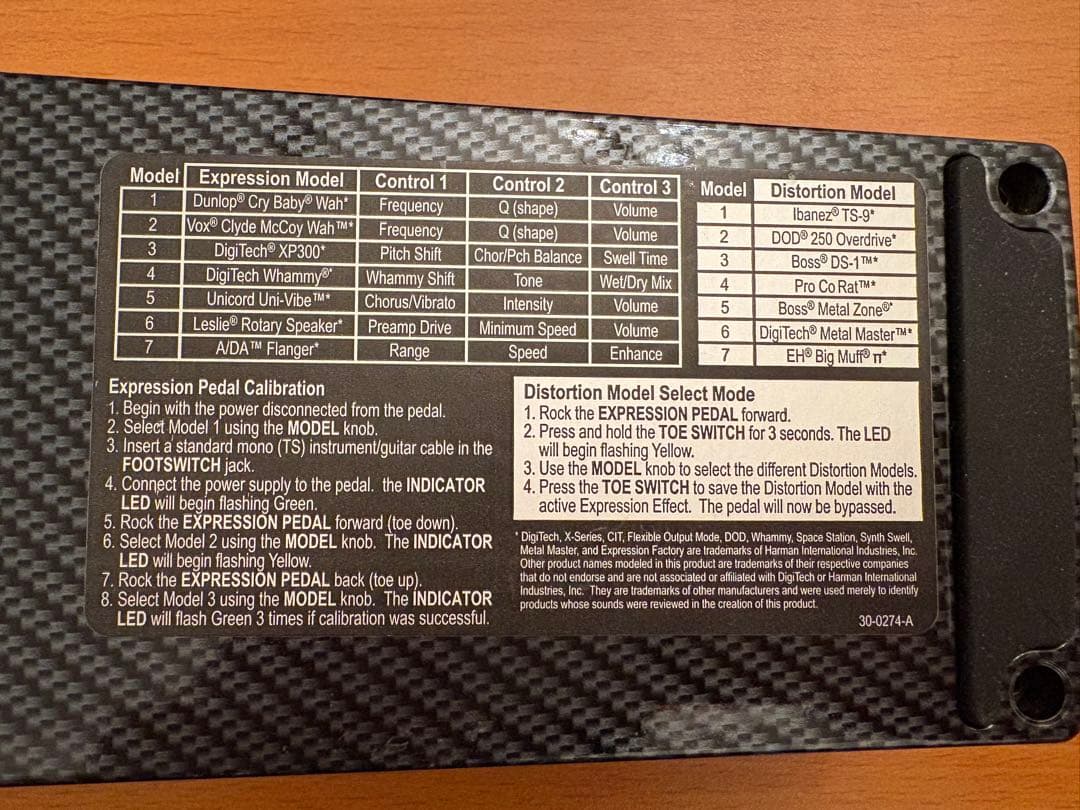 Model Expression Model Control 1 Control 2 Control 3
1 Dunlop® Cry Baby® Wah* Frequency Q (shape) Volume
2 Vox® Clyde McCoy Wah™* Frequency Q (shape) Volume
3 DigiTech® XP300* Pitch Shift Chor/Pch Balance Swell Time
4 DigiTech Whammy®* Whammy Shift Tone Wet/Dry Mix
5 Unicord Uni-Vibe™* Chorus/Vibrato Intensity Volume
6 Leslie® Rotary Speaker* Preamp Drive Minimum Speed Volume
7 A/DA™ Flanger* Range Speed Enhance
Model Distortion Model
1 Ibanez® TS-9*
2 DOD® 250 Overdrive*
3 Boss® DS-1™*
4 Pro Co Rat™*
5 Boss® Metal Zone®*
6 DigiTech® Metal Master™*
7 EH® Big Muff® π*
Expression Pedal Calibration
1. Begin with the power disconnected from the pedal.
2. Select Model 1 using the MODEL knob.
3. Insert a standard mono (TS) instrument/guitar cable in the
FOOTSWITCH jack.
4. Connect the power supply to the pedal. the INDICATOR
LED will begin flashing Green.
5. Rock the EXPRESSION PEDAL forward (toe down).
6. Select Model 2 using the MODEL knob. The INDICATOR
LED will begin flashing Yellow.
7. Rock the EXPRESSION PEDAL back (toe up).
8. Select Model 3 using the MODEL knob. The INDICATOR
LED will flash Green 3 times if calibration was successful.
Distortion Model Select Mode
1. Rock the EXPRESSION PEDAL forward.
2. Press and hold the TOE SWITCH for 3 seconds. The LED
will begin flashing Yellow.
3. Use the MODEL knob to select the different Distortion Models.
4. Press the TOE SWITCH to save the Distortion Model with the
active Expression Effect. The pedal will now be bypassed.
* DigiTech, X-Series, CIT, Flexible Output Mode, DOD, Whammy, Space Station, Synth Swell,
Metal Master, and Expression Factory are trademarks of Harman International Industries, Inc.
Other product names modeled in this product are trademarks of their respective companies
that do not endorse and are not associated or affiliated with DigiTech or Harman International
Industries, Inc. They are trademarks of other manufacturers and were used merely to identify
products whose sounds were reviewed in the creation of this product.
30-0274-A